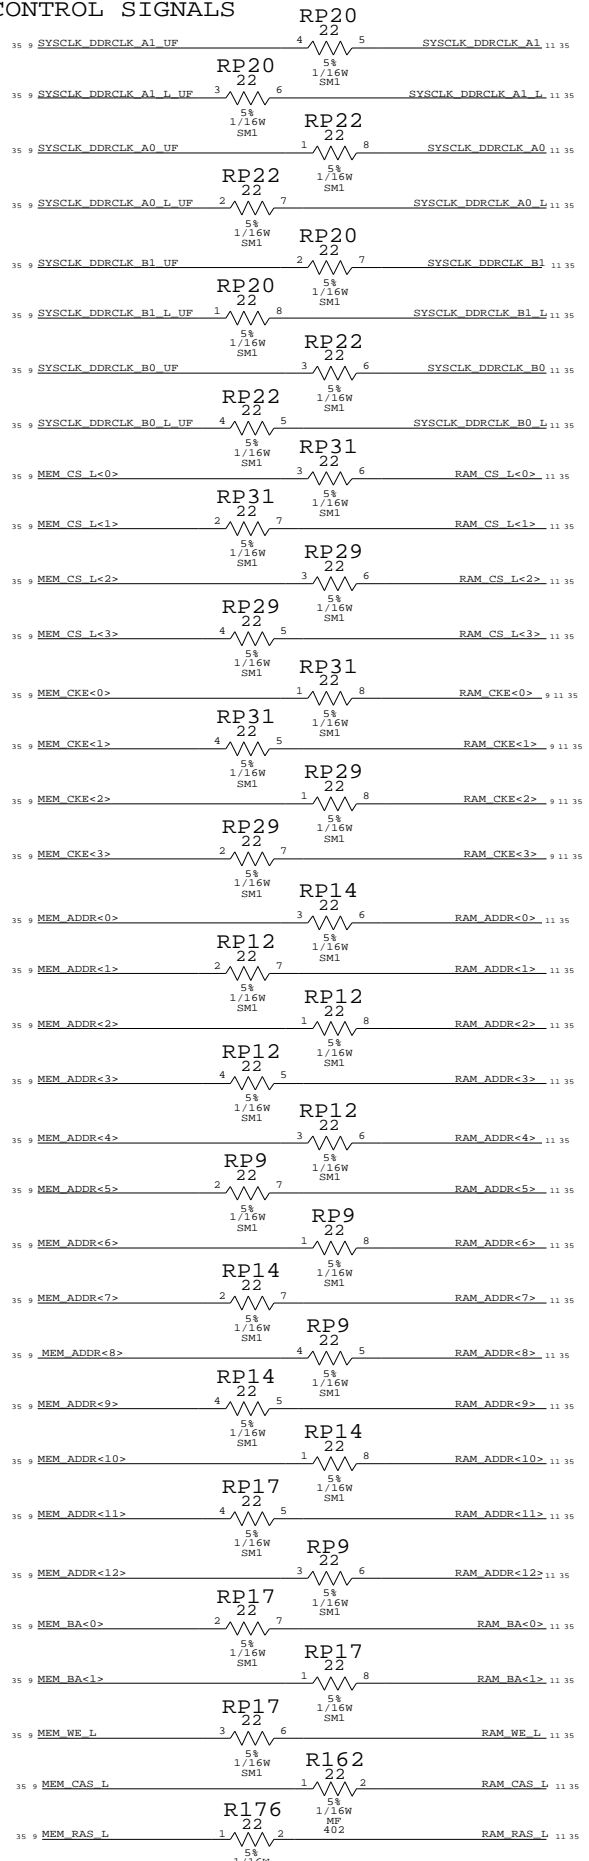 CONTROL SIGNALS
RP20
22
35 9 SYSCLK_DDRCLK_A1_UF 4 5 SYSCLK_DDRCLK_A1 11 35
5%
1/16W
SM1
RP20
22
35 9 SYSCLK_DDRCLK_A1_L_UF 3 6 SYSCLK_DDRCLK_A1_L 11 35
5%
1/16W
SM1
RP22
22
35 9 SYSCLK_DDRCLK_A0_UF 1 8 SYSCLK_DDRCLK_A0 11 35
5%
1/16W
SM1
RP22
22
35 9 SYSCLK_DDRCLK_A0_L_UF 2 7 SYSCLK_DDRCLK_A0_L 11 35
5%
1/16W
SM1
RP20
22
35 9 SYSCLK_DDRCLK_B1_UF 2 7 SYSCLK_DDRCLK_B1 11 35
5%
1/16W
SM1
RP20
22
35 9 SYSCLK_DDRCLK_B1_L_UF 1 8 SYSCLK_DDRCLK_B1_L 11 35
5%
1/16W
SM1
RP22
22
35 9 SYSCLK_DDRCLK_B0_UF 3 6 SYSCLK_DDRCLK_B0 11 35
5%
1/16W
SM1
RP22
22
35 9 SYSCLK_DDRCLK_B0_L_UF 4 5 SYSCLK_DDRCLK_B0_L 11 35
5%
1/16W
SM1
RP31
22
35 9 MEM_CS_L<0> 3 6 RAM_CS_L<0> 11 35
5%
1/16W
SM1
RP31
22
35 9 MEM_CS_L<1> 2 7 RAM_CS_L<1> 11 35
5%
1/16W
SM1
RP29
22
35 9 MEM_CS_L<2> 3 6 RAM_CS_L<2> 11 35
5%
1/16W
SM1
RP29
22
35 9 MEM_CS_L<3> 4 5 RAM_CS_L<3> 11 35
5%
1/16W
SM1
RP31
22
35 9 MEM_CKE<0> 1 8 RAM_CKE<0> 9 11 35
5%
1/16W
SM1
RP31
22
35 9 MEM_CKE<1> 4 5 RAM_CKE<1> 9 11 35
5%
1/16W
SM1
RP29
22
35 9 MEM_CKE<2> 1 8 RAM_CKE<2> 9 11 35
5%
1/16W
SM1
RP29
22
35 9 MEM_CKE<3> 2 7 RAM_CKE<3> 9 11 35
5%
1/16W
SM1
RP14
22
35 9 MEM_ADDR<0> 3 6 RAM_ADDR<0> 11 35
5%
1/16W
SM1
RP12
22
35 9 MEM_ADDR<1> 2 7 RAM_ADDR<1> 11 35
5%
1/16W
SM1
RP12
22
35 9 MEM_ADDR<2> 1 8 RAM_ADDR<2> 11 35
5%
1/16W
SM1
RP12
22
35 9 MEM_ADDR<3> 4 5 RAM_ADDR<3> 11 35
5%
1/16W
SM1
RP12
22
35 9 MEM_ADDR<4> 3 6 RAM_ADDR<4> 11 35
5%
1/16W
SM1
RP9
22
35 9 MEM_ADDR<5> 2 7 RAM_ADDR<5> 11 35
5%
1/16W
SM1
RP9
22
35 9 MEM_ADDR<6> 1 8 RAM_ADDR<6> 11 35
5%
1/16W
SM1
RP14
22
35 9 MEM_ADDR<7> 2 7 RAM_ADDR<7> 11 35
5%
1/16W
SM1
RP9
22
35 9 MEM_ADDR<8> 4 5 RAM_ADDR<8> 11 35
5%
1/16W
SM1
RP14
22
35 9 MEM_ADDR<9> 4 5 RAM_ADDR<9> 11 35
5%
1/16W
SM1
RP14
22
35 9 MEM_ADDR<10> 1 8 RAM_ADDR<10> 11 35
5%
1/16W
SM1
RP17
22
35 9 MEM_ADDR<11> 4 5 RAM_ADDR<11> 11 35
5%
1/16W
SM1
RP9
22
35 9 MEM_ADDR<12> 3 6 RAM_ADDR<12> 11 35
5%
1/16W
SM1
RP17
22
35 9 MEM_BA<0> 2 7 RAM_BA<0> 11 35
5%
1/16W
SM1
RP17
22
35 9 MEM_BA<1> 1 8 RAM_BA<1> 11 35
5%
1/16W
SM1
RP17
22
35 9 MEM_WE_L 3 6 RAM_WE_L 11 35
5%
1/16W
SM1
R162
22
35 9 MEM_CAS_L 1 2 RAM_CAS_L 11 35
5%
1/16W
MF
402
R176
22
35 9 MEM_RAS_L 1 2 RAM_RAS_L 11 35
5%
1/16W